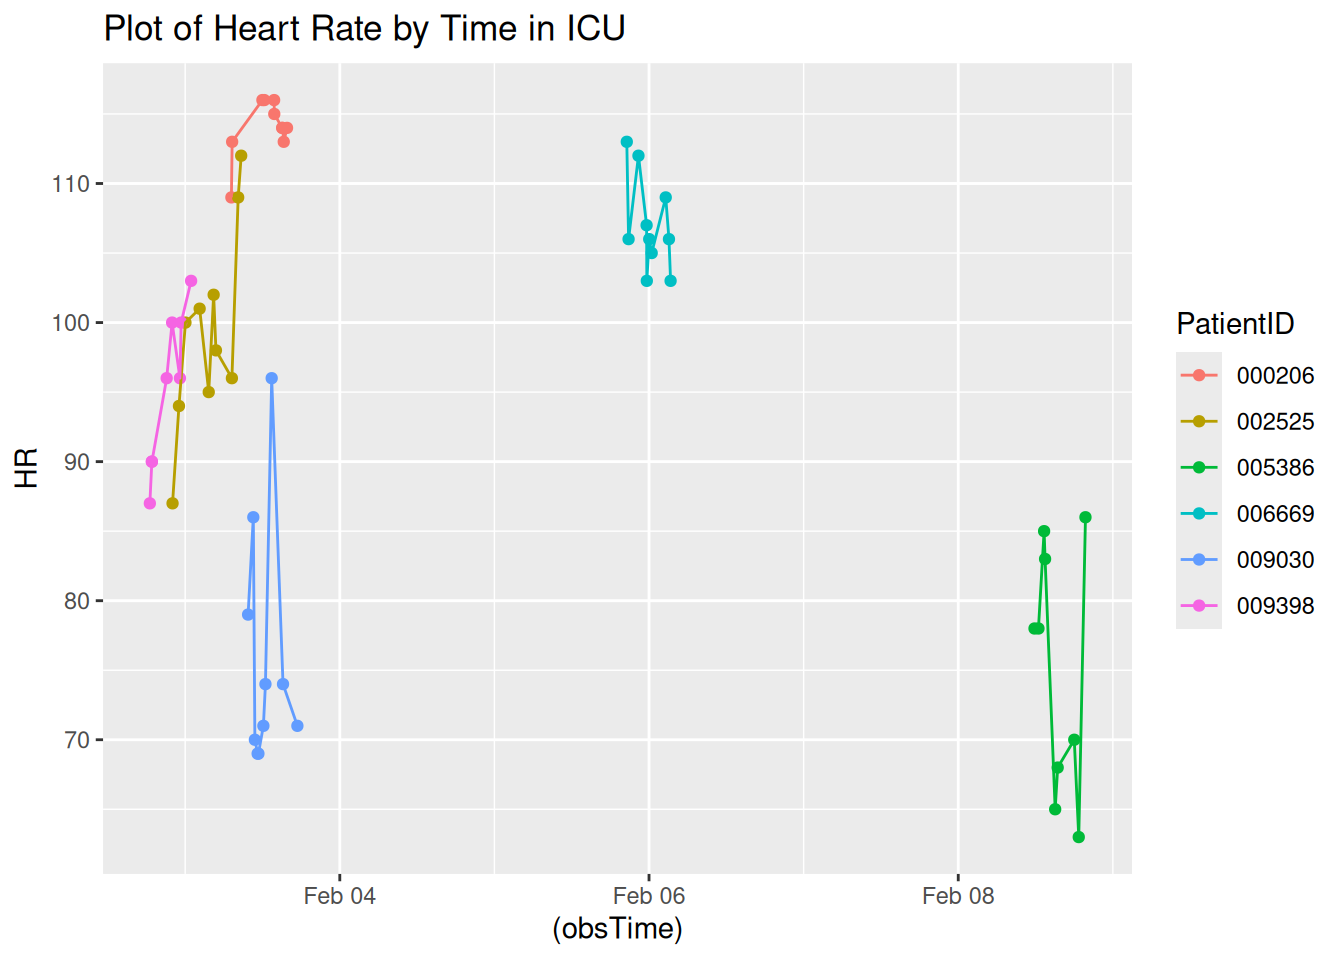 Plot of Heart Rate by Time in ICU
110
100
90
80
70
HR
Feb 04
Feb 06
Feb 08
(obsTime)
PatientID
000206
002525
005386
006669
009030
009398